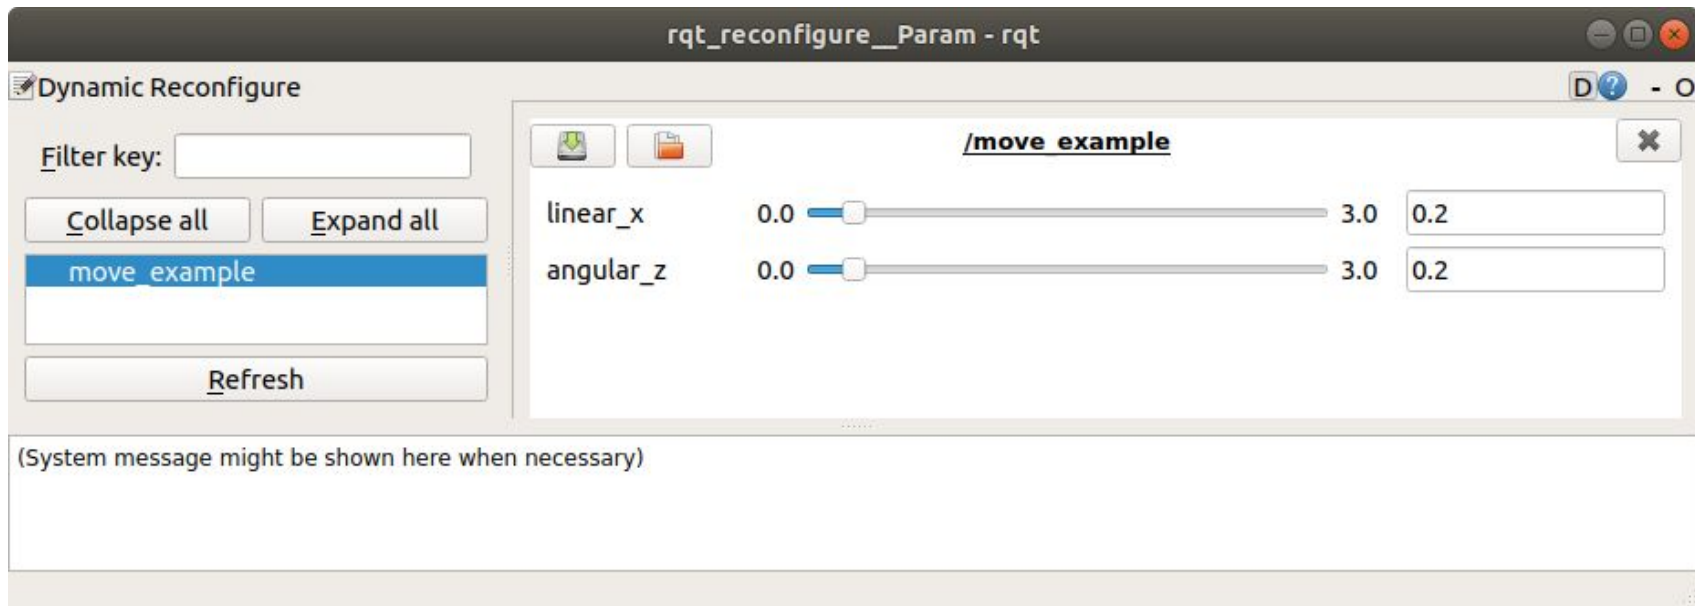 rqt_reconfigure__Param - rqt
Dynamic Reconfigure
D ? - O
Filter key:
Collapse all
Expand all
move_example
Refresh
/move_example
linear_x 0.0 3.0 0.2
angular_z 0.0 3.0 0.2
(System message might be shown here when necessary)